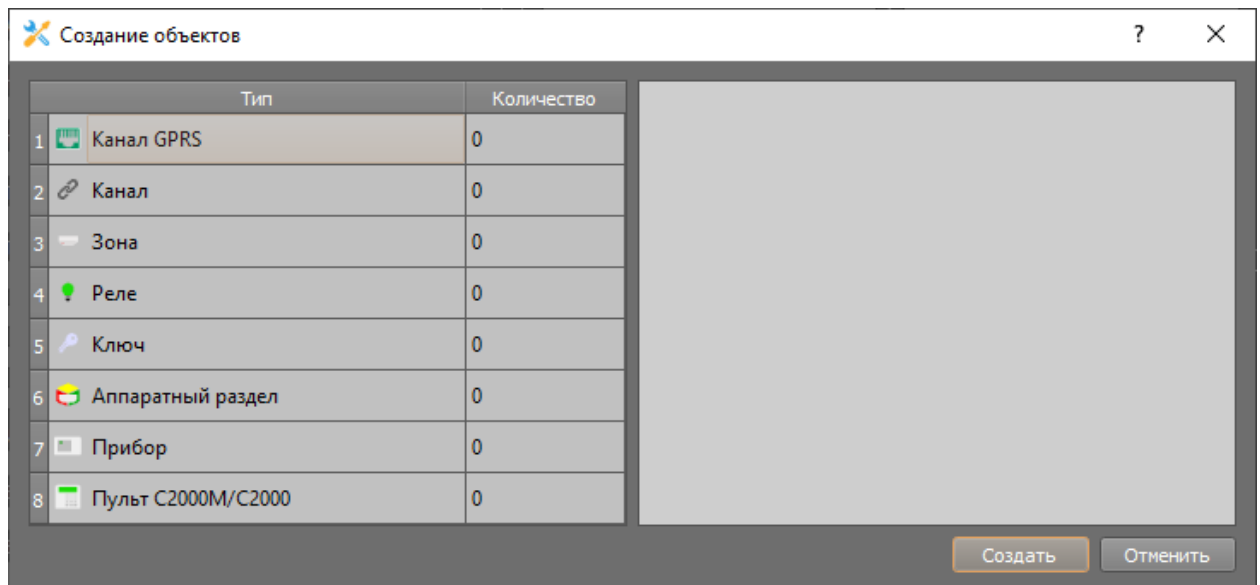 Создание объектов
?
Тип Количество
1 Канал GPRS 0
2 Канал 0
3 Зона 0
4 Реле 0
5 Ключ 0
6 Аппаратный раздел 0
7 Прибор 0
8 Пульт С2000М/С2000 0
Создать Отменить